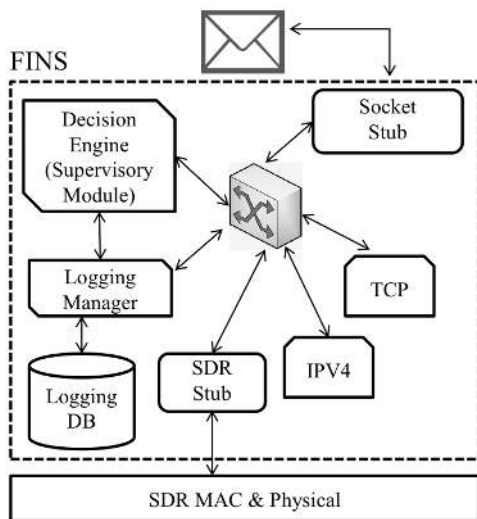 FINS
Decision
Engine
(Supervisory
Module)
Socket
Stub
Logging
Manager
TCP
Logging
DB
SDR
Stub
IPV4
SDR MAC & Physical